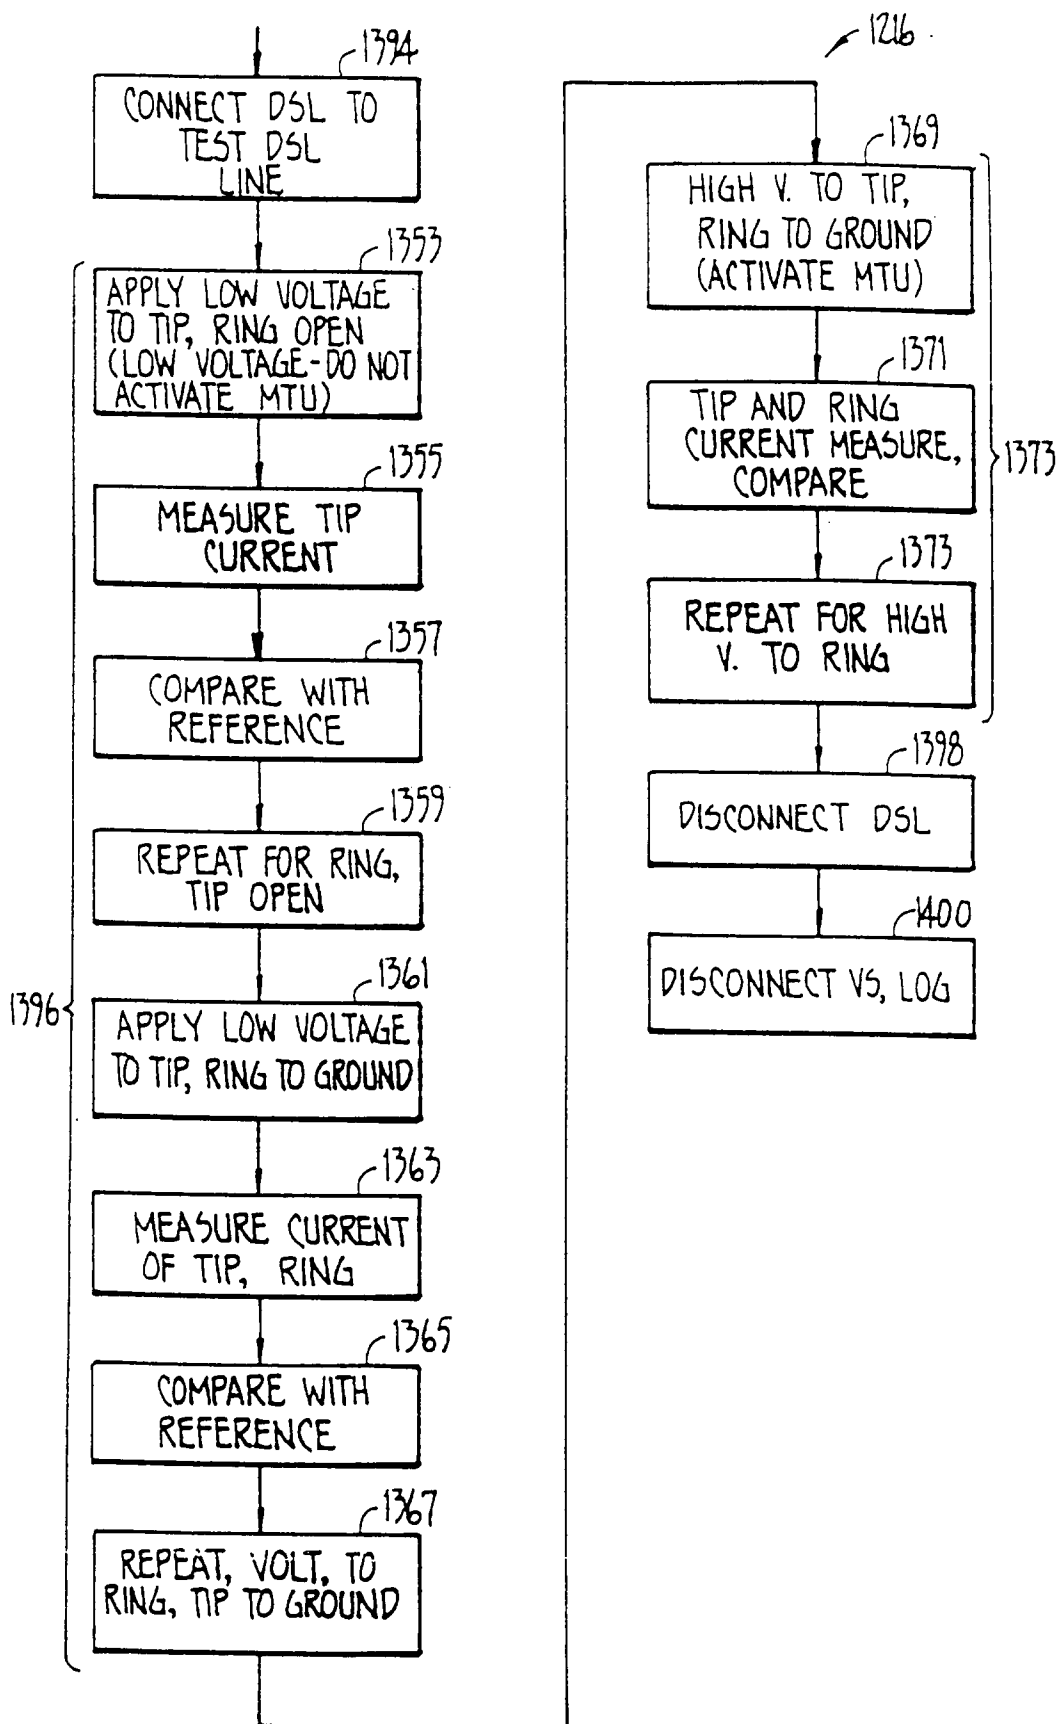 1394
CONNECT DSL TO
TEST DSL
LINE
1353
APPLY LOW VOLTAGE
TO TIP, RING OPEN
(LOW VOLTAGE-DO NOT
ACTIVATE MTU)
1355
MEASURE TIP
CURRENT
1357
COMPARE WITH
REFERENCE
1359
REPEAT FOR RING,
TIP OPEN
1361
1396
APPLY LOW VOLTAGE
TO TIP, RING TO GROUND
1363
MEASURE CURRENT
OF TIP, RING
1365
COMPARE WITH
REFERENCE
1367
REPEAT, VOLT, TO
RING, TIP TO GROUND
1216
1369
HIGH V. TO TIP,
RING TO GROUND
(ACTIVATE MTU)
1371
TIP AND RING
CURRENT MEASURE,
COMPARE
1373
1373
REPEAT FOR HIGH
V. TO RING
1398
DISCONNECT DSL
1400
DISCONNECT VS, LOG